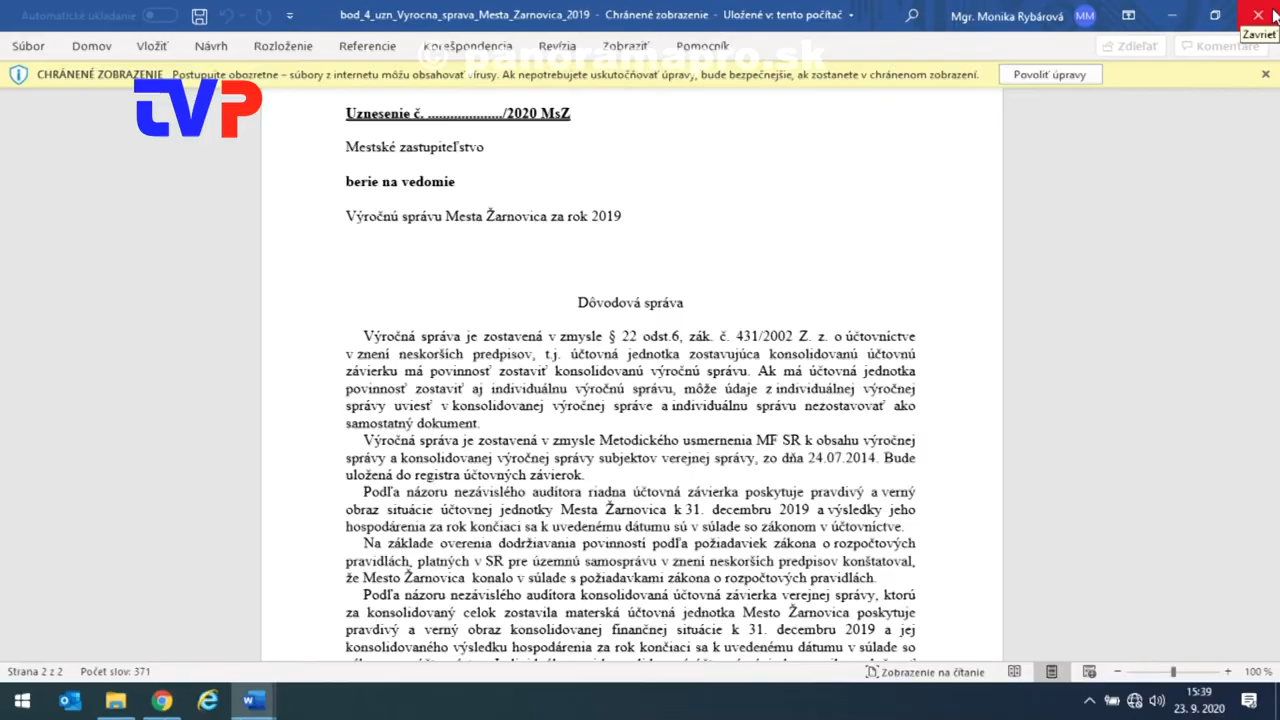 Automatické ukladanie
bod_4_uzn_Vyrocna_sprava_Mesta_Zarnovica_2019 - Chránené zobrazenie - Uložené v: tento počítač
Mgr. Monika Rybárová MM
Zavrieť
Súbor Domov Vložiť Návrh Rozloženie Referencie Korešpondencia Revízia Zobraziť Pomocník Zdieľať Komentáre
© panoramapro.sk
CHRÁNENÉ ZOBRAZENIE Postupujte obozretne – súbory z internetu môžu obsahovať vírusy. Ak nepotrebujete uskutočňovať úpravy, bude bezpečnejšie, ak zostanete v chránenom zobrazení. Povoliť úpravy
TVP
Uznesenie č. ..................../2020 MsZ
Mestské zastupiteľstvo
berie na vedomie
Výročnú správu Mesta Žarnovica za rok 2019
Dôvodová správa
Výročná správa je zostavená v zmysle § 22 odst.6, zák. č. 431/2002 Z. z. o účtovníctve
v znení neskorších predpisov, t.j. účtovná jednotka zostavujúca konsolidovanú účtovnú
závierku má povinnosť zostaviť konsolidovanú výročnú správu. Ak má účtovná jednotka
povinnosť zostaviť aj individuálnu výročnú správu, môže údaje z individuálnej výročnej
správy uviesť v konsolidovanej výročnej správe a individuálnu správu nezostavovať ako
samostatný dokument.
Výročná správa je zostavená v zmysle Metodického usmernenia MF SR k obsahu výročnej
správy a konsolidovanej výročnej správy subjektov verejnej správy, zo dňa 24.07.2014. Bude
uložená do registra účtovných závierok.
Podľa názoru nezávislého audítora riadna účtovná závierka poskytuje pravdivý a verný
obraz situácie účtovnej jednotky Mesta Žarnovica k 31. decembru 2019 a výsledky jeho
hospodárenia za rok končiaci sa k uvedenému dátumu sú v súlade so zákonom v účtovníctve.
Na základe overenia dodržiavania povinností podľa požiadaviek zákona o rozpočtových
pravidlách, platných v SR pre územnú samosprávu v znení neskorších predpisov konštatoval,
že Mesto Žarnovica konalo v súlade s požiadavkami zákona o rozpočtových pravidlách.
Podľa názoru nezávislého audítora konsolidovaná účtovná závierka verejnej správy, ktorú
za konsolidovaný celok zostavila materská účtovná jednotka Mesto Žarnovica poskytuje
pravdivý a verný obraz konsolidovanej finančnej situácie k 31. decembru 2019 a jej
konsolidovaného výsledku hospodárenia za rok končiaci sa k uvedenému dátumu v súlade so
Strana 2 z 2 Počet slov: 371 Zobrazenie na čítanie 100 %
15:39
23. 9. 2020